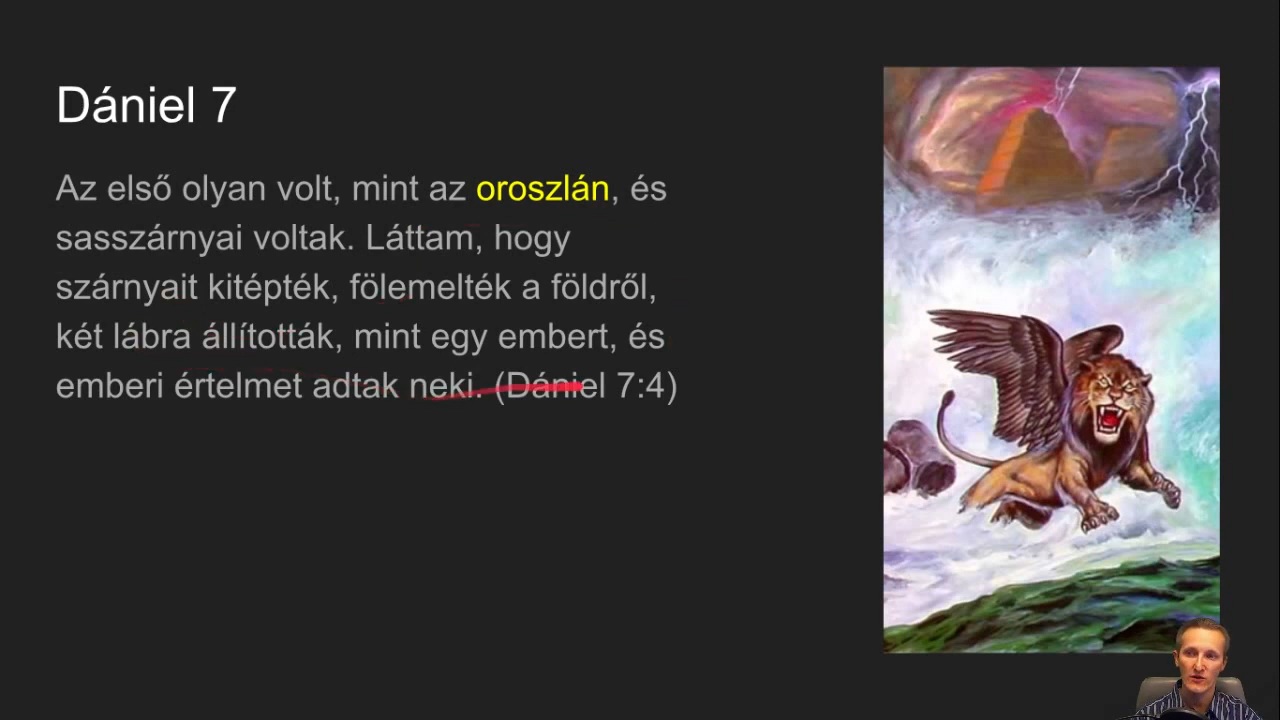 Dániel 7
Az első olyan volt, mint az oroszlán, és
sasszárnyai voltak. Láttam, hogy
szárnyait kitépték, fölemelték a földről,
két lábra állították, mint egy embert, és
emberi értelmet adtak neki. (Dániel 7:4)